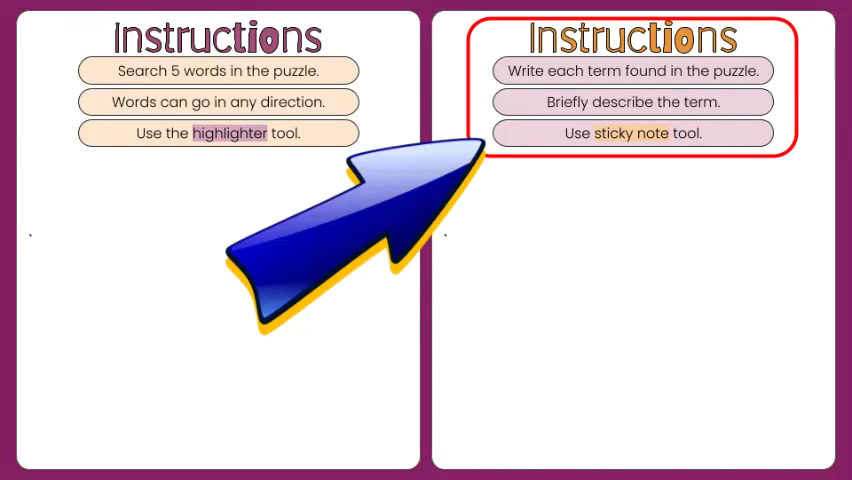 Instructions
Search 5 words in the puzzle.
Words can go in any direction.
Use the highlighter tool.
Instructions
Write each term found in the puzzle.
Briefly describe the term.
Use sticky note tool.